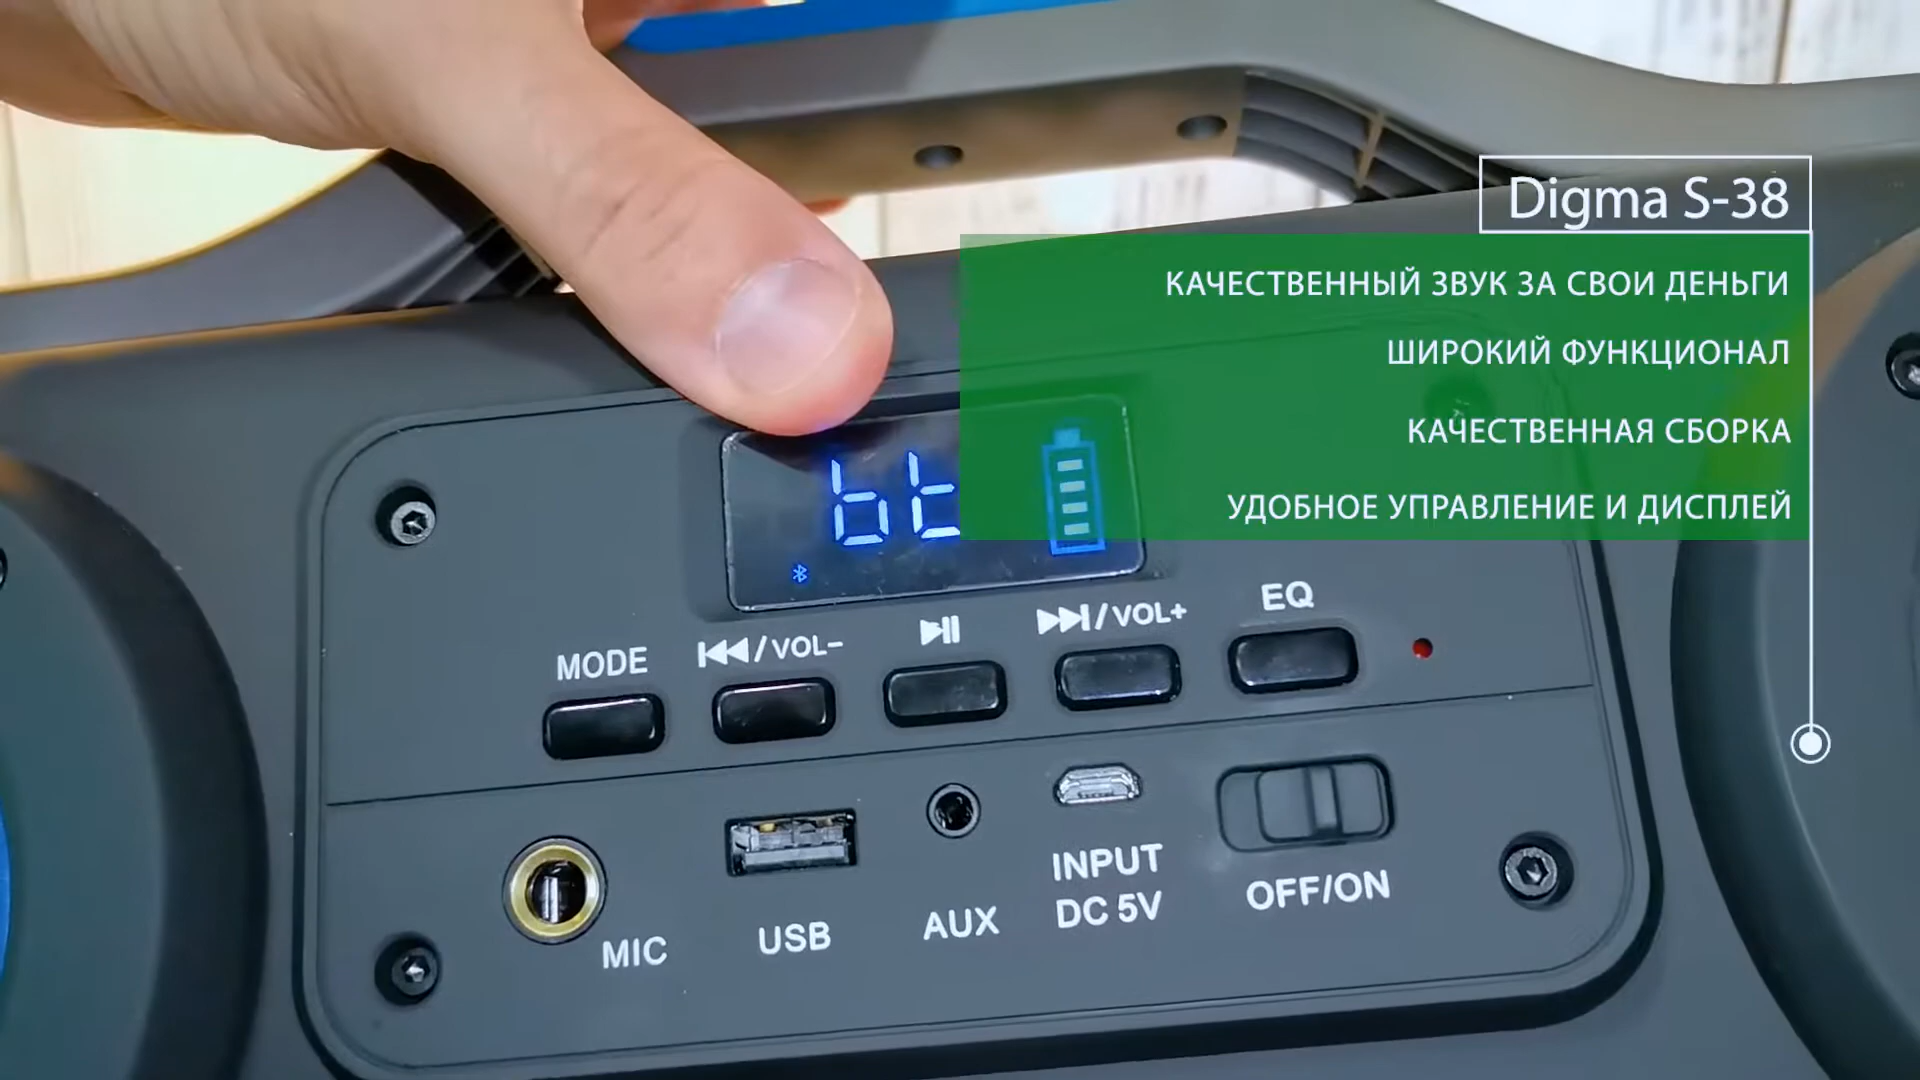 Digma S-38
КАЧЕСТВЕННЫЙ ЗВУК ЗА СВОИ ДЕНЬГИ
ШИРОКИЙ ФУНКЦИОНАЛ
КАЧЕСТВЕННАЯ СБОРКА
УДОБНОЕ УПРАВЛЕНИЕ И ДИСПЛЕЙ
bt
MODE
/VOL-
/VOL+
EQ
MIC
USB
AUX
INPUT
DC 5V
OFF/ON